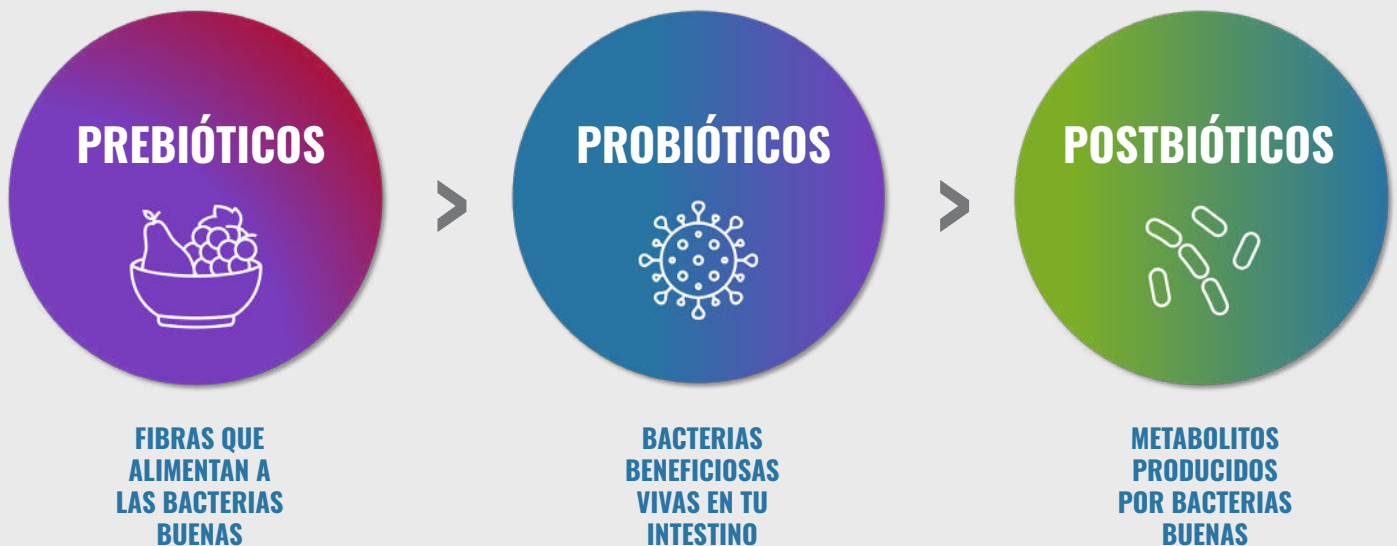 PREBIÓTICOS
>
PROBIÓTICOS
>
POSTBIÓTICOS
FIBRAS QUE
ALIMENTAN A
LAS BACTERIAS
BUENAS
BACTERIAS
BENEFICIOSAS
VIVAS EN TU
INTESTINO
METABOLITOS
PRODUCIDOS
POR BACTERIAS
BUENAS